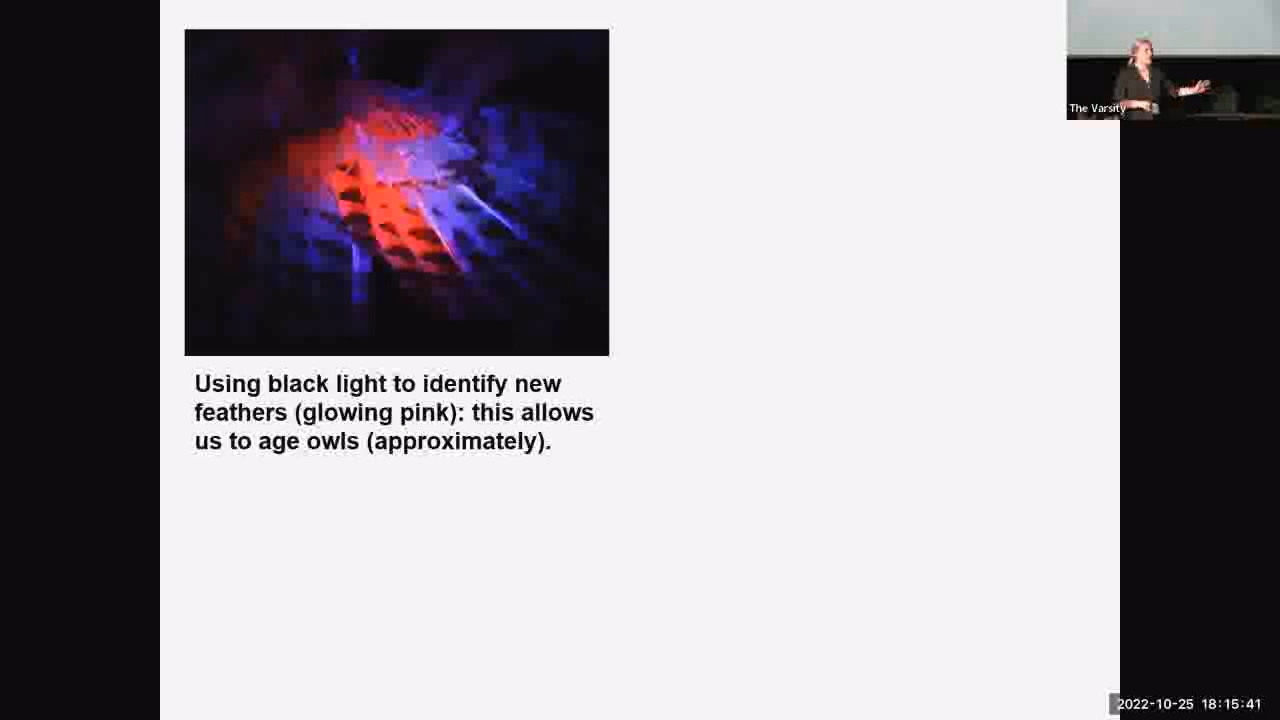 The Varsity
Using black light to identify new
feathers (glowing pink): this allows
us to age owls (approximately).
2022-10-25 18:15:41